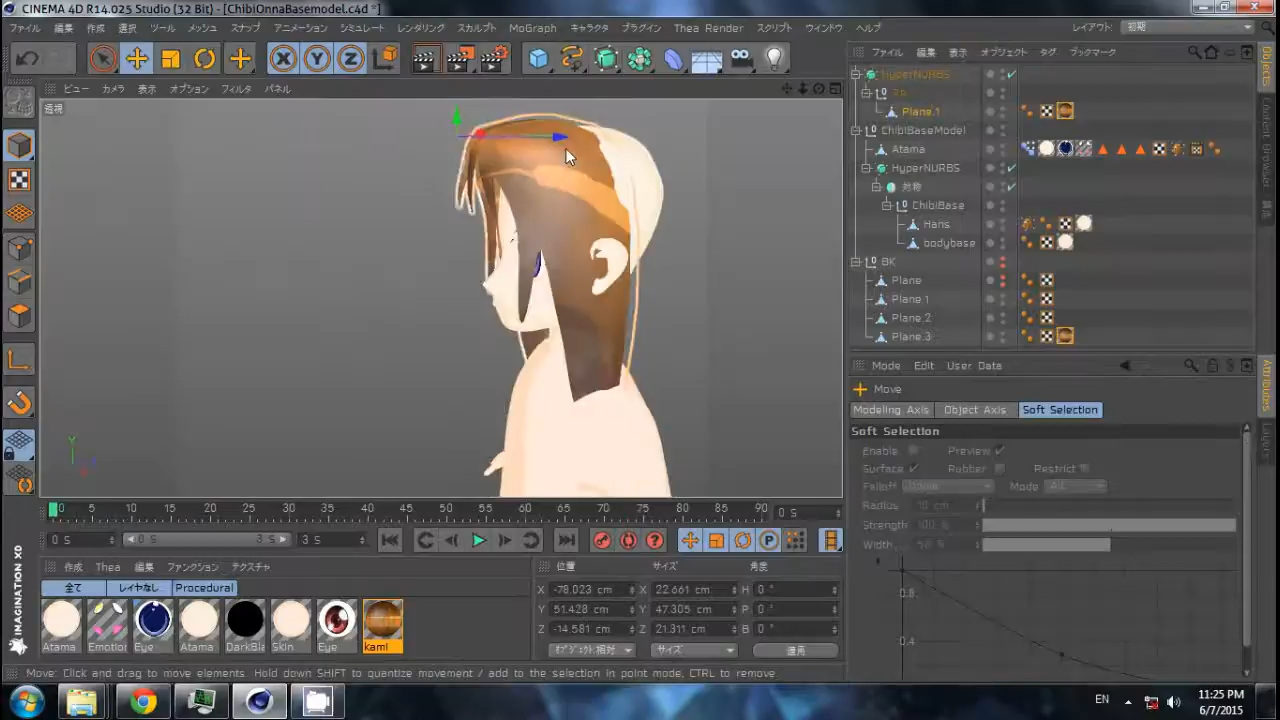 CINEMA 4D R14.025 Studio (32 Bit) - [ChibiOnnaBasemodel.c4d *]
ファイル 編集 作成 選択 ツール メッシュ スナップ アニメーション シミュレート レンダリング スカルプト MoGraph キャラクタ プラグイン Thea Render スクリプト ウインドウ ヘルプ レイアウト: 初期
ファイル 編集 表示 オブジェクト タグ ブックマーク
ビュー カメラ 表示 オプション フィルタ パネル
透視
HyperNURBS
Plane.1
ChibiBaseModel
Atama
HyperNURBS
対称
ChibiBase
Hans
bodybase
BK
Plane
Plane.1
Plane.2
Plane.3
Objects
Content Browser
Attributes
Layers
Mode Edit User Data
Move
Modeling Axis Object Axis Soft Selection
Soft Selection
Enable Preview
Surface Rubber Restrict
Falloff Mode All
Radius 10 cm
Strength 100 %
Width 50 %
0.8
0.4
X Y Z
Y
0 5 10 15 20 25 30 35 40 45 50 55 60 65 70 75 80 85 90 0 S
0 S 0 S 3 S 3 S
作成 Thea 編集 ファンクション テクスチャ
全て レイヤなし Procedural
Atama Emotion Eye Atama DarkBla Skin Eye kami
位置 サイズ 角度
X -78.023 cm X 22.661 cm H 0 °
Y 51.428 cm Y 47.305 cm P 0 °
Z -14.581 cm Z 21.311 cm B 0 °
オブジェクト相対 サイズ 適用
IMAGINATION XD
Move: Click and drag to move elements. Hold down SHIFT to quantize movement / add to the selection in point mode, CTRL to remove
EN
11:25 PM
6/7/2015